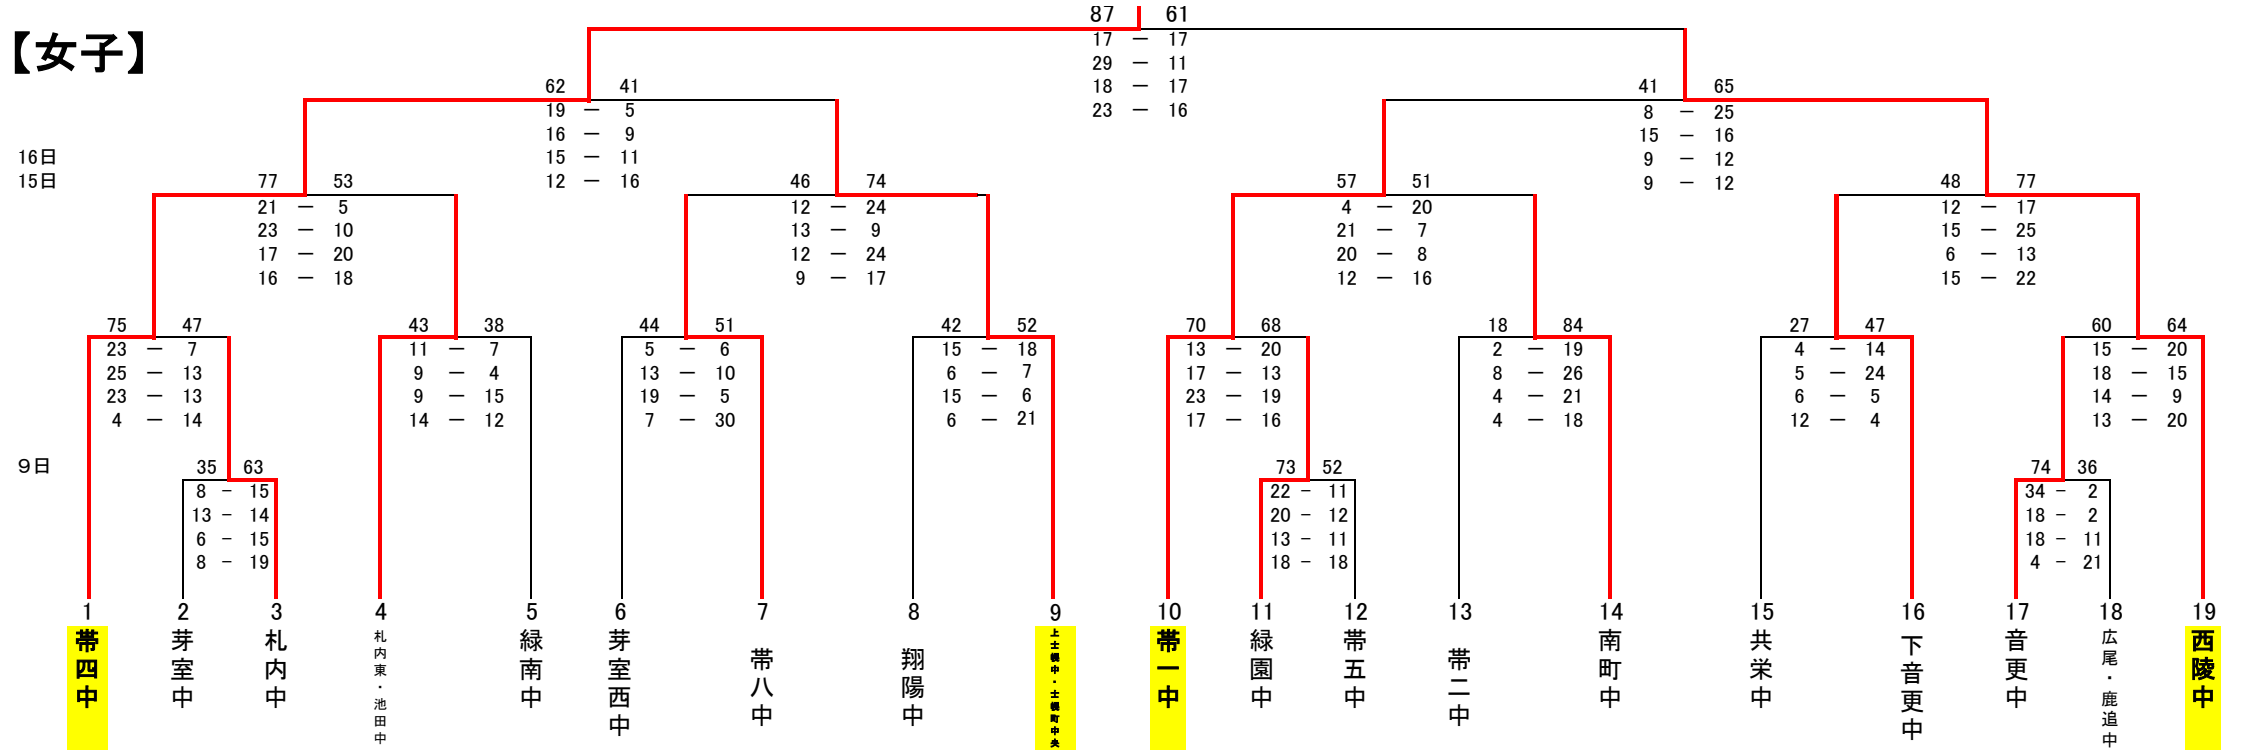 【女子】
87 61
17 － 17
29 － 11
18 － 17
23 － 16
62 41
19 － 5
16 － 9
15 － 11
12 － 16
41 65
8 － 25
15 － 16
9 － 12
9 － 12
16日
15日
77 53
21 － 5
23 － 10
17 － 20
16 － 18
46 74
12 － 24
13 － 9
12 － 24
9 － 17
57 51
4 － 20
21 － 7
20 － 8
12 － 16
48 77
12 － 17
15 － 25
6 － 13
15 － 22
75 47
23 － 7
25 － 13
23 － 13
4 － 14
43 38
11 － 7
9 － 4
9 － 15
14 － 12
44 51
5 － 6
13 － 10
19 － 5
7 － 30
42 52
15 － 18
6 － 7
15 － 6
6 － 21
70 68
13 － 20
17 － 13
23 － 19
17 － 16
18 84
2 － 19
8 － 26
4 － 21
4 － 18
27 47
4 － 14
5 － 24
6 － 5
12 － 4
60 64
15 － 20
18 － 15
14 － 9
13 － 20
９日
35 63
8 - 15
13 - 14
6 - 15
8 - 19
73 52
22 - 11
20 - 12
13 - 11
18 - 18
74 36
34 - 2
18 - 2
18 - 11
4 - 21
1 2 3 4 5 6 7 8 9 10 11 12 13 14 15 16 17 18 19
帯四中
芽室中
札内中
札内東・池田中
緑南中
芽室西中
帯八中
翔陽中
上士幌中・士幌町中央
帯一中
緑園中
帯五中
帯二中
南町中
共栄中
下音更中
音更中
広尾・鹿追中
西陵中